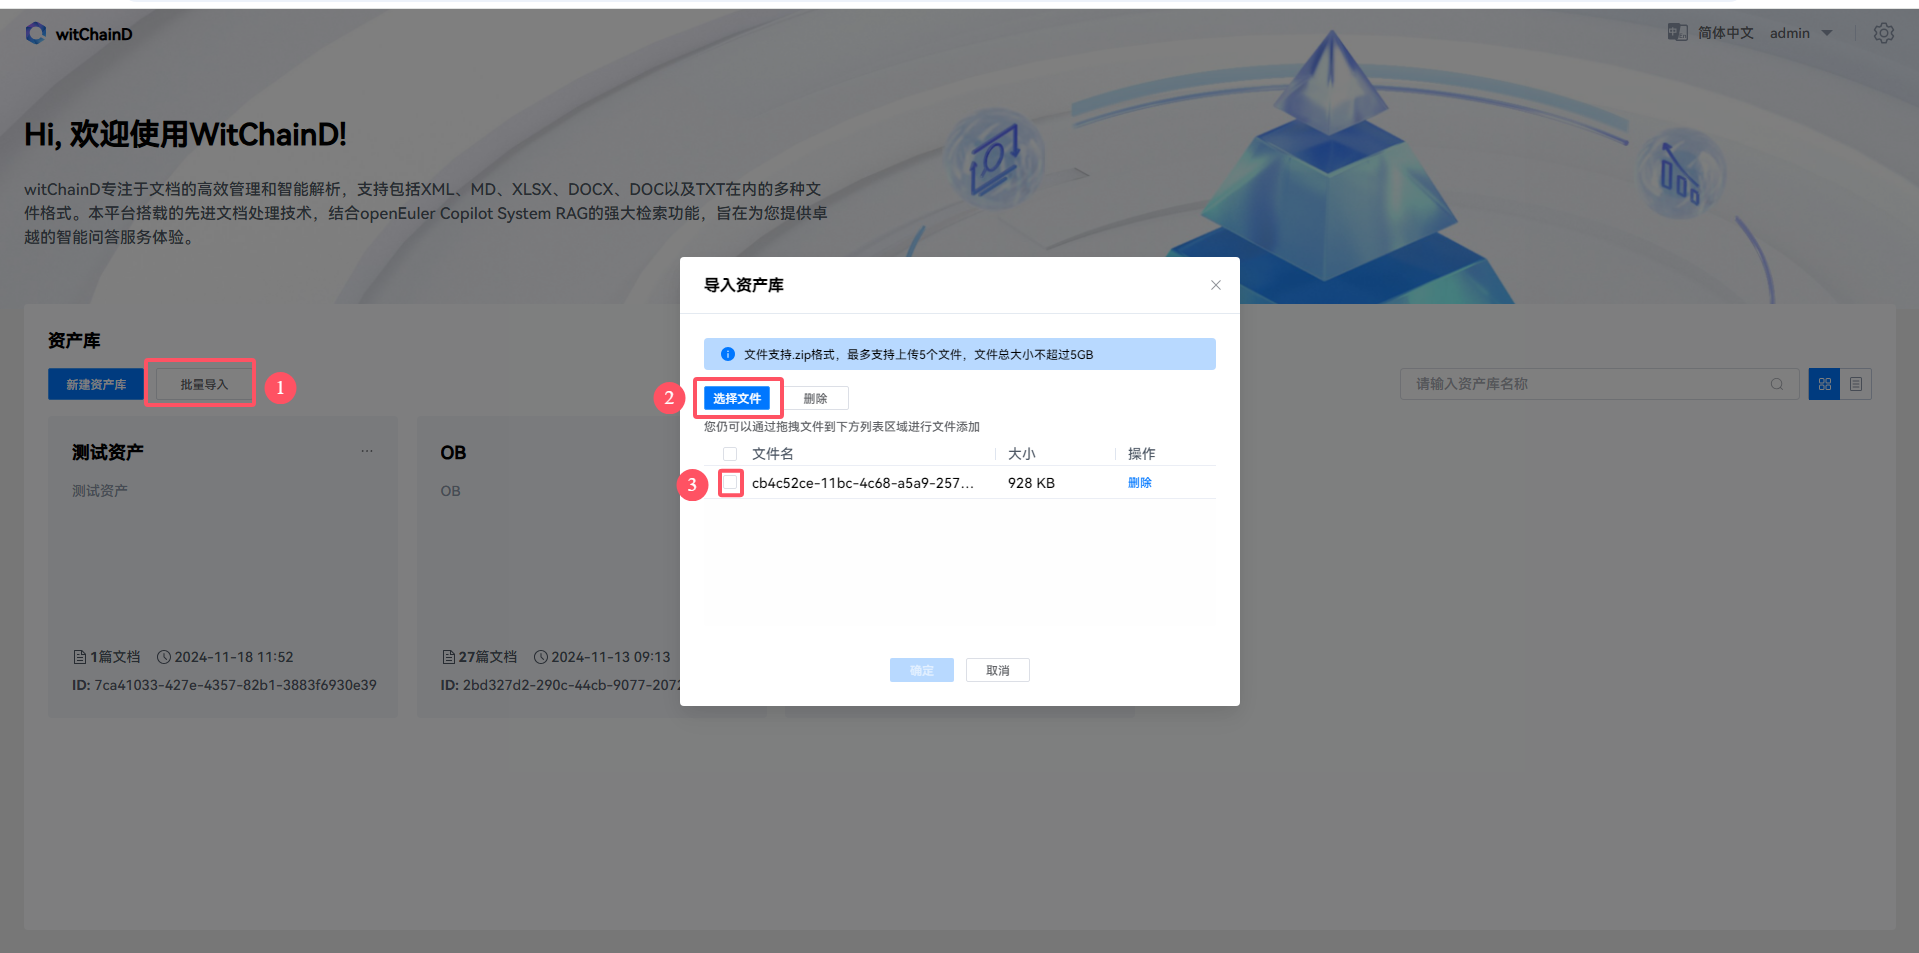 witChainD
简体中文 admin
Hi, 欢迎使用WitChainD!
witChainD专注于文档的高效管理和智能解析，支持包括XML、MD、XLSX、DOCX、DOC以及TXT在内的多种文
件格式。本平台搭载的先进文档处理技术，结合openEuler Copilot System RAG的强大检索功能，旨在为您提供卓
越的智能问答服务体验。
资产库
新建资产库 批量导入 1
请输入资产库名称
测试资产 ...
测试资产
1篇文档 2024-11-18 11:52
ID: 7ca41033-427e-4357-82b1-3883f6930e39
OB
OB
27篇文档 2024-11-13 09:13
ID: 2bd327d2-290c-44cb-9077-2072
导入资产库
文件支持.zip格式，最多支持上传5个文件，文件总大小不超过5GB
2 选择文件 删除
您仍可以通过拖拽文件到下方列表区域进行文件添加
文件名 大小 操作
3 cb4c52ce-11bc-4c68-a5a9-257... 928 KB 删除
确定 取消